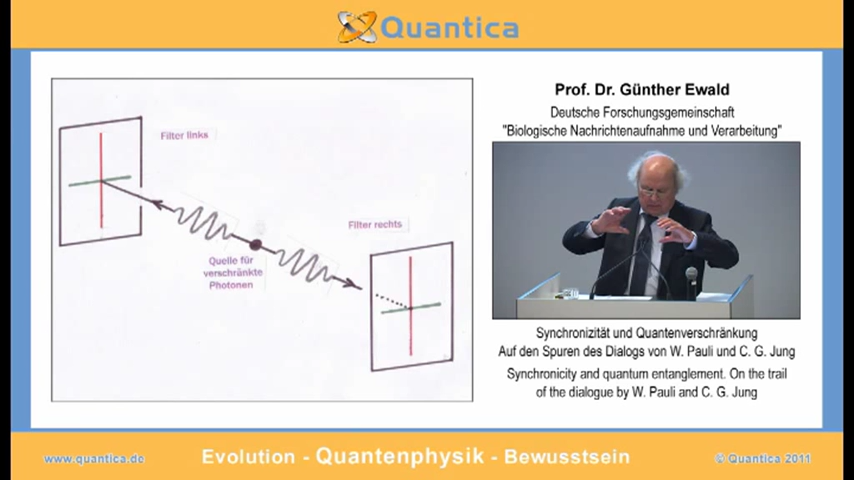 Quantica
Filter links
Filter rechts
Quelle für
verschränkte
Photonen
Prof. Dr. Günther Ewald
Deutsche Forschungsgemeinschaft
"Biologische Nachrichtenaufnahme und Verarbeitung"
Synchronizität und Quantenverschränkung
Auf den Spuren des Dialogs von W. Pauli und C. G. Jung
Synchronicity and quantum entanglement. On the trail
of the dialogue by W. Pauli and C. G. Jung
www.quantica.de
Evolution - Quantenphysik - Bewusstsein
© Quantica 2011